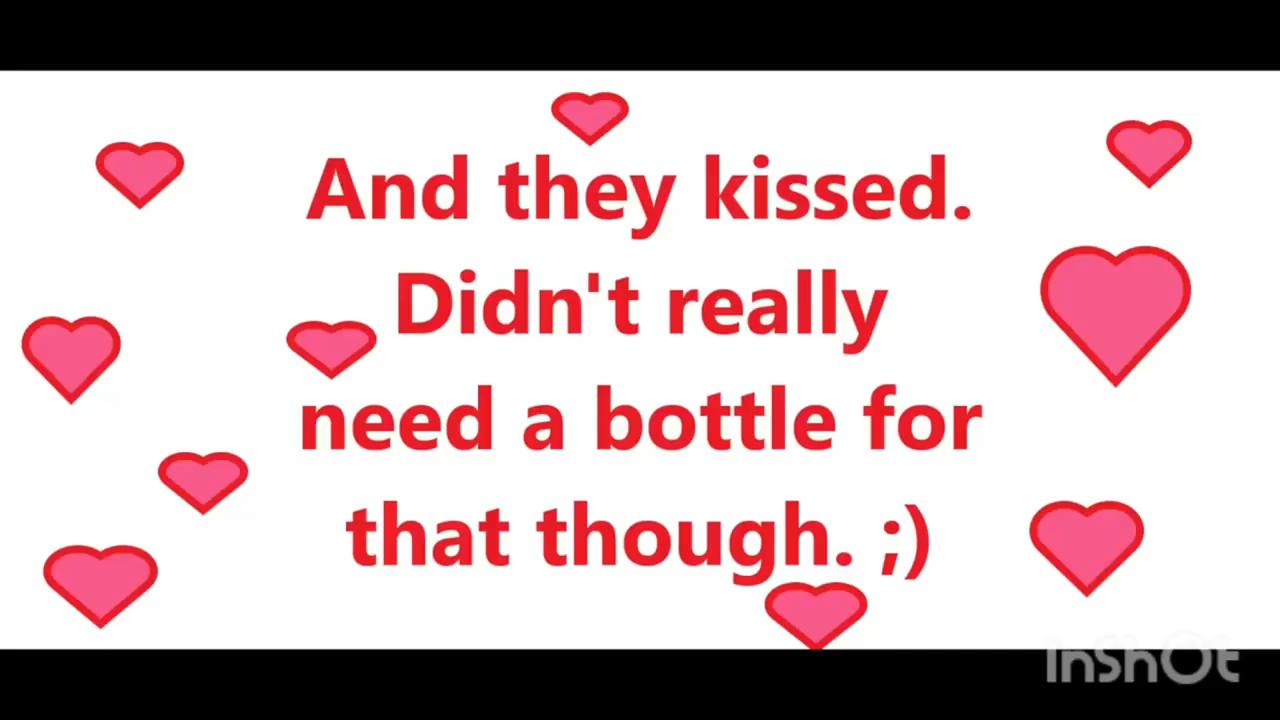 And they kissed.
Didn't really
need a bottle for
that though. ;)
InShOt